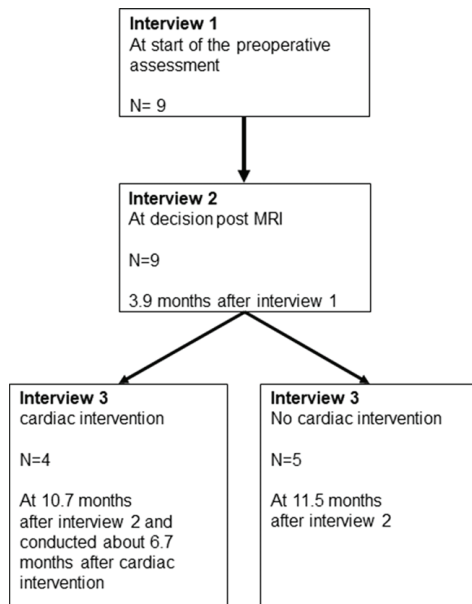 Interview 1
At start of the preoperative
assessment
N= 9
Interview 2
At decision post MRI
N=9
3.9 months after interview 1
Interview 3
cardiac intervention
N=4
At 10.7 months
after interview 2 and
conducted about 6.7
months after cardiac
intervention
Interview 3
No cardiac intervention
N=5
At 11.5 months
after interview 2